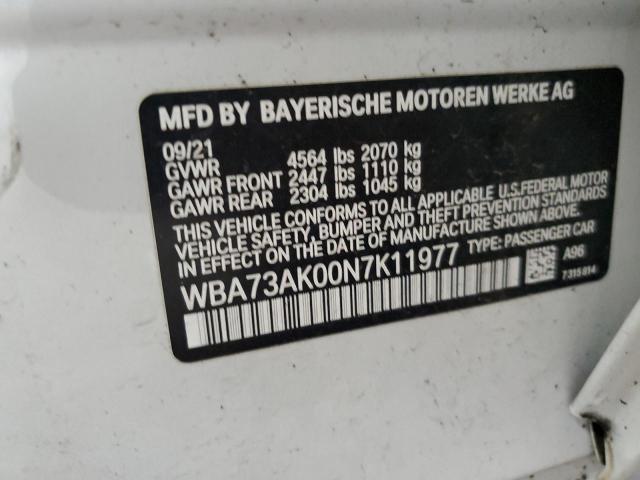 MFD BY BAYERISCHE MOTOREN WERKE AG
09/21
GVWR 4564 lbs 2070 kg
GAWR FRONT 2447 lbs 1110 kg
GAWR REAR 2304 lbs 1045 kg
THIS VEHICLE CONFORMS TO ALL APPLICABLE U.S.FEDERAL MOTOR
VEHICLE SAFETY, BUMPER AND THEFT PREVENTION STANDARDS
IN EFFECT ON THE DATE OF MANUFACTURE SHOWN ABOVE.
WBA73AK00N7K11977 TYPE: PASSENGER CAR
A96
7315814